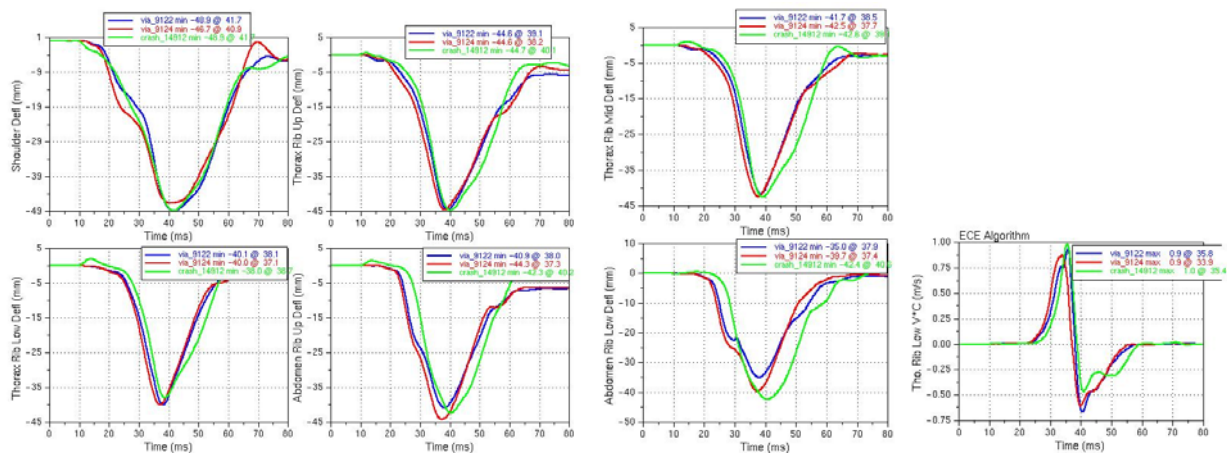 via_9122 min -48.9 @ 41.7
via_9124 min -46.7 @ 40.9
crash_14912 min -48.9 @ 41.
1
-9
-19
-29
-39
-49
Shoulder Defl (mm)
0 10 20 30 40 50 60 70 80
Time (ms)
via_9122 min -44.6 @ 39.1
via_9124 min -44.6 @ 38.2
crash_14912 min -44.7 @ 40.1
5
-5
-15
-25
-35
-45
Thorax Rib Up Defl (mm)
0 10 20 30 40 50 60 70 80
Time (ms)
via_9122 min -41.7 @ 38.5
via_9124 min -42.5 @ 37.7
crash_14912 min -42.6 @
5
-5
-15
-25
-35
-45
Thorax Rib Mid Defl (mm)
0 10 20 30 40 50 60 70 80
Time (ms)
via_9122 min -40.1 @ 38.1
via_9124 min -40.0 @ 37.1
crash_14912 min -38.0 @
5
-5
-15
-25
-35
-45
Thorax Rib Low Defl (mm)
0 10 20 30 40 50 60 70 80
Time (ms)
via_9122 min -40.9 @ 38.0
via_9124 min -44.3 @ 37.3
crash_14912 min -42.3 @
5
-5
-15
-25
-35
-45
Abdomen Rib Up Defl (mm)
0 10 20 30 40 50 60 70 80
Time (ms)
via_9122 min -35.0 @ 37.9
via_9124 min -39.7 @ 37.4
crash_14912 min -42.4 @
10
0
-10
-20
-30
-40
-50
Abdomen Rib Low Defl (mm)
0 10 20 30 40 50 60 70 80
Time (ms)
ECE Algorithm
via_9122 max 0.9 @ 35.8
via_9124 max 0.9 @ 33.9
crash_14912 max 1.0 @ 35.4
1.00
0.75
0.50
0.25
0.00
-0.25
-0.50
-0.75
Tho. Rib Low V*C (m/s)
0 10 20 30 40 50 60 70 80
Time (ms)